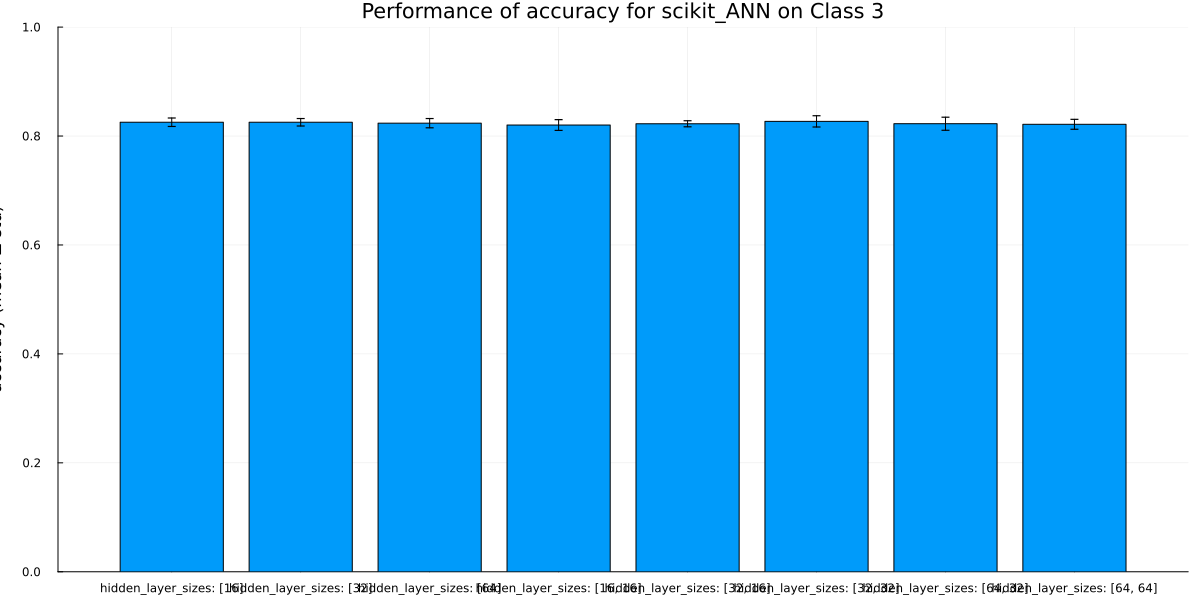 Performance of accuracy for scikit_ANN on Class 3
1.0
0.8
0.6
0.4
0.2
0.0
hidden_layer_sizes: [16]
hidden_layer_sizes: [32]
hidden_layer_sizes: [64]
hidden_layer_sizes: [16, 16]
hidden_layer_sizes: [32, 16]
hidden_layer_sizes: [32, 32]
hidden_layer_sizes: [64, 32]
hidden_layer_sizes: [64, 64]